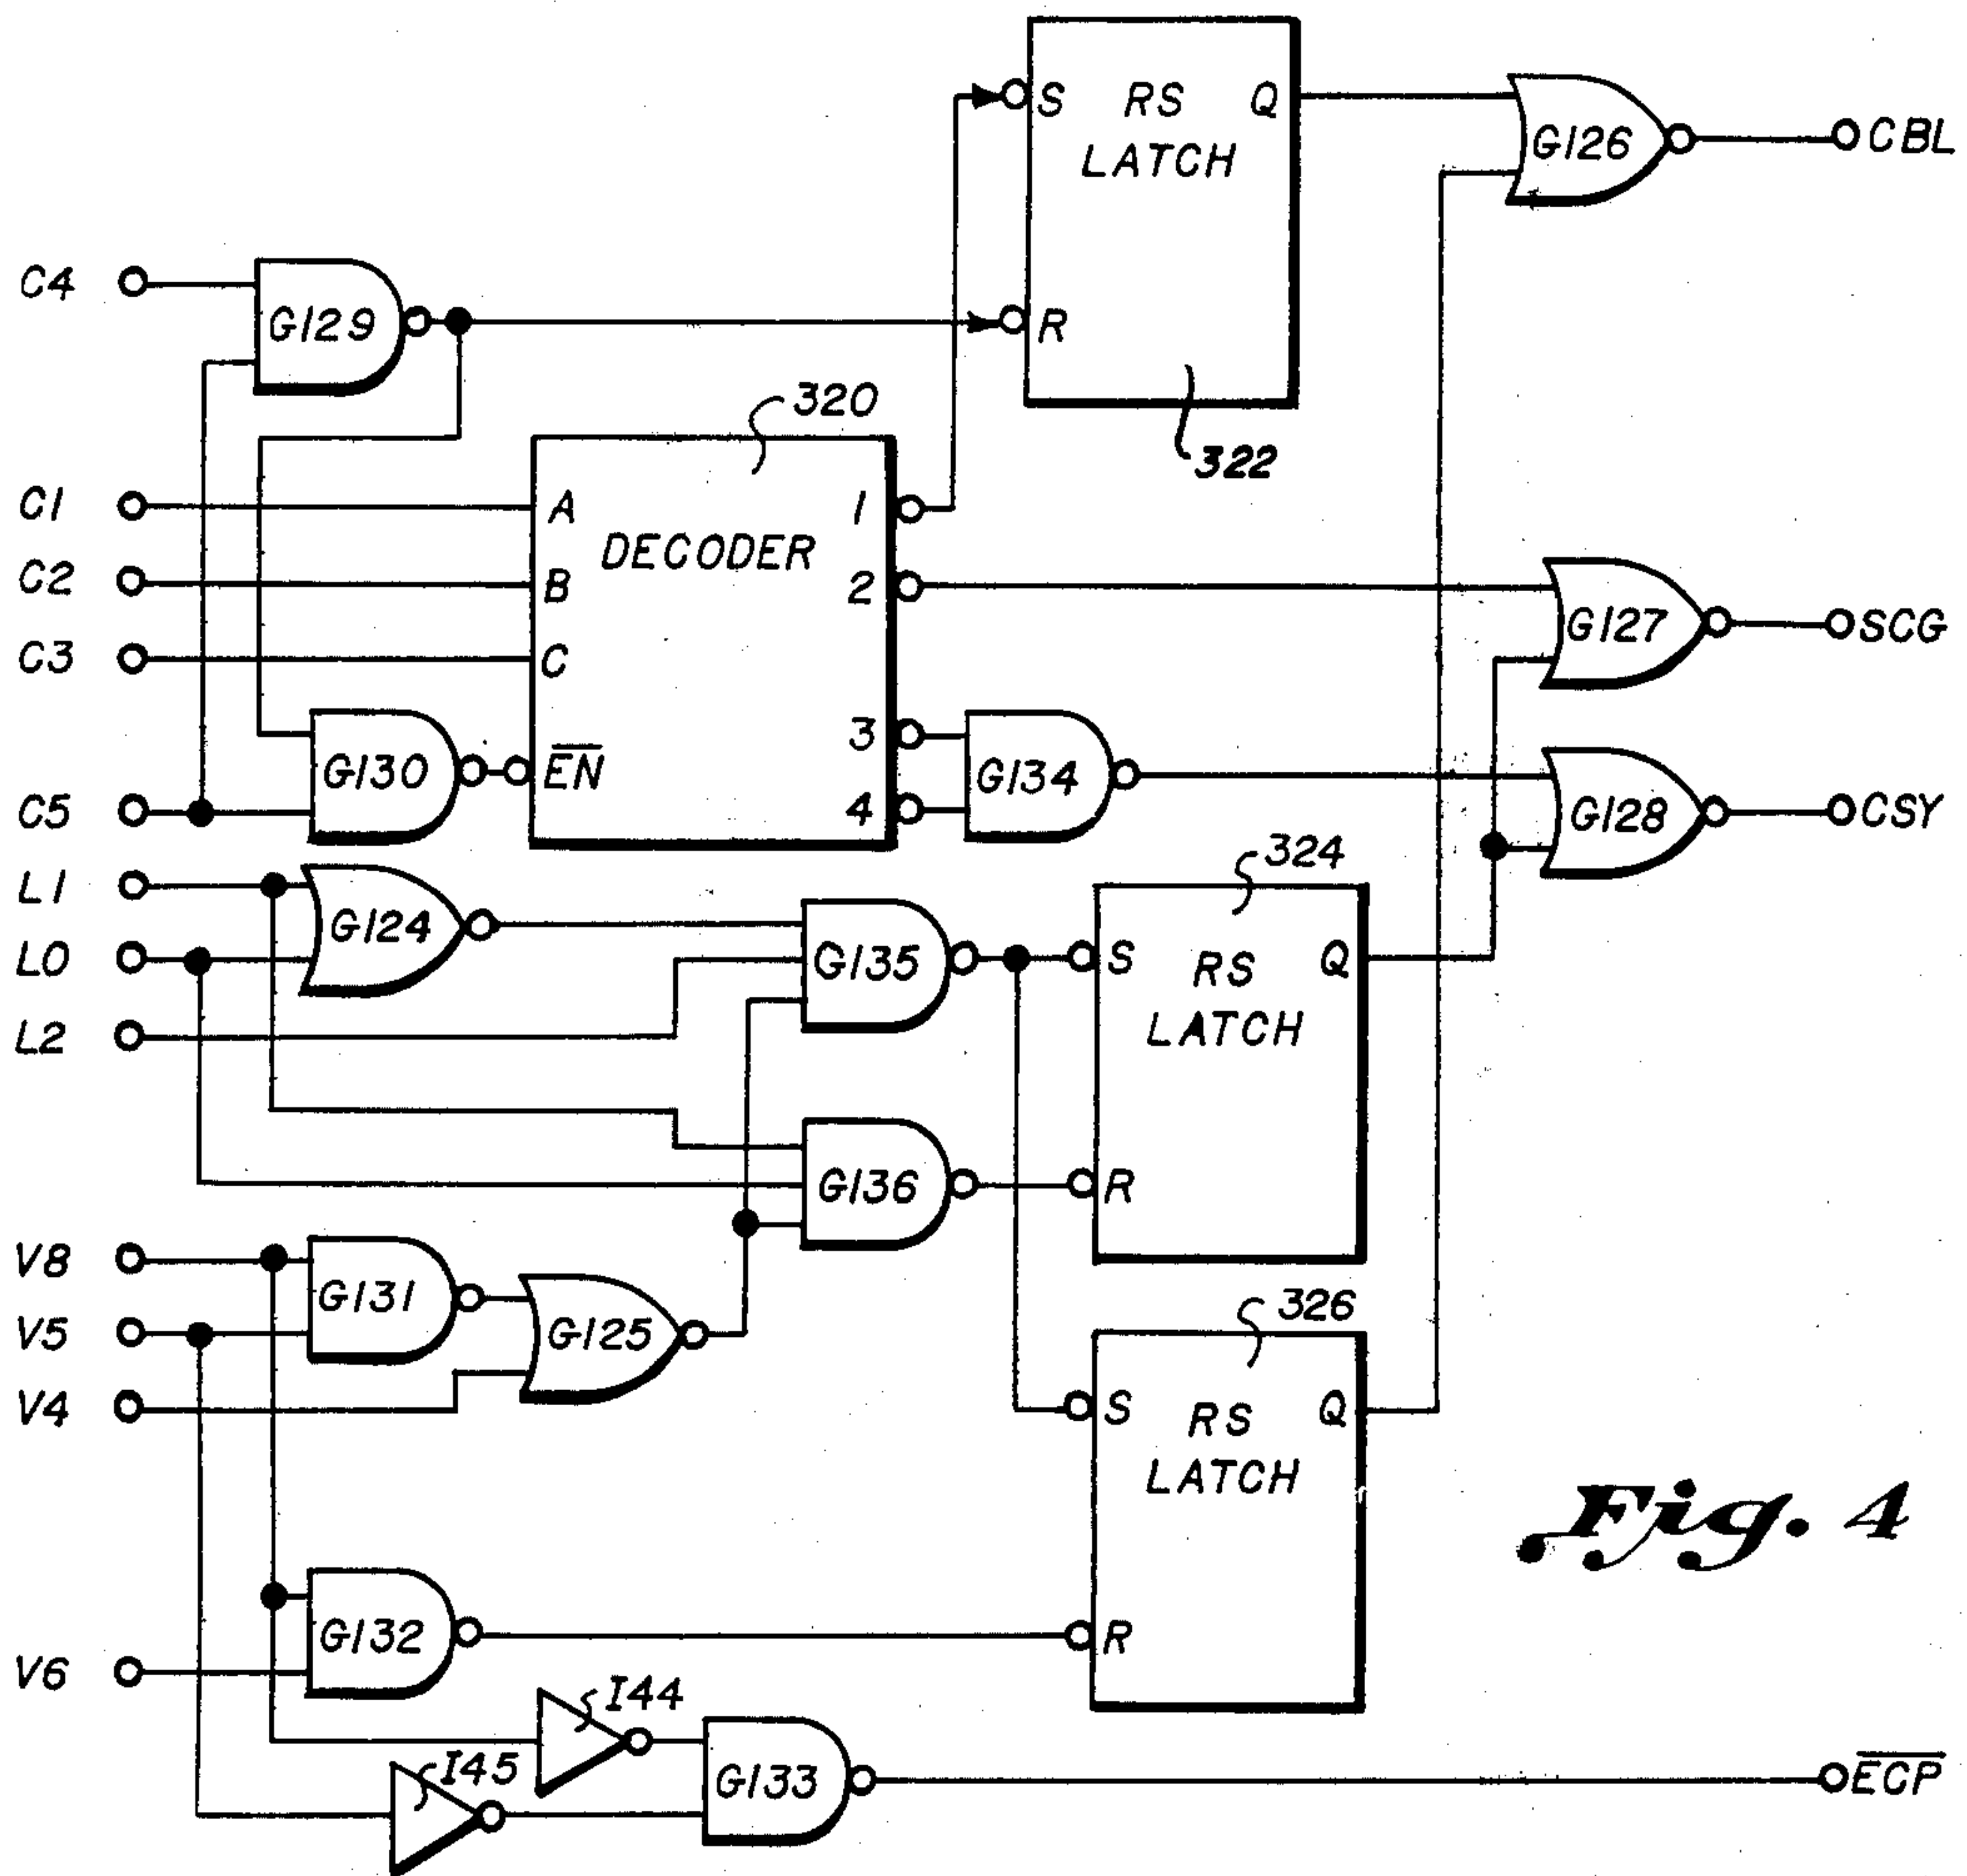 S RS Q
LATCH
G126
CBL
C4
G129
R
320
322
C1
A
1
C2
DECODER
B
2
C3
C
G127
SCG
3
G130
EN
G134
C5
4
G128
CSY
324
L1
G124
L0
G135
S RS Q
L2
LATCH
G136
R
V8
G131
326
V5
G125
V4
S RS Q
LATCH
Fig. 4
G132
R
V6
I44
I45
G133
ECP